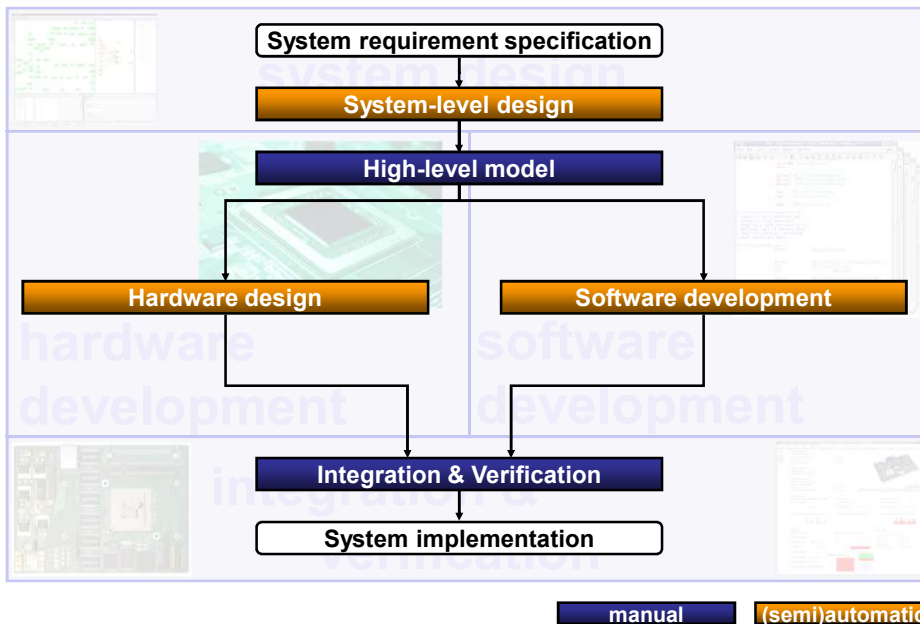 System requirement specification
system design
System-level design
High-level model
Hardware design
Software development
hardware
development
software
development
Integration & Verification
integration &
System implementation
verification
manual
(semi)automatic